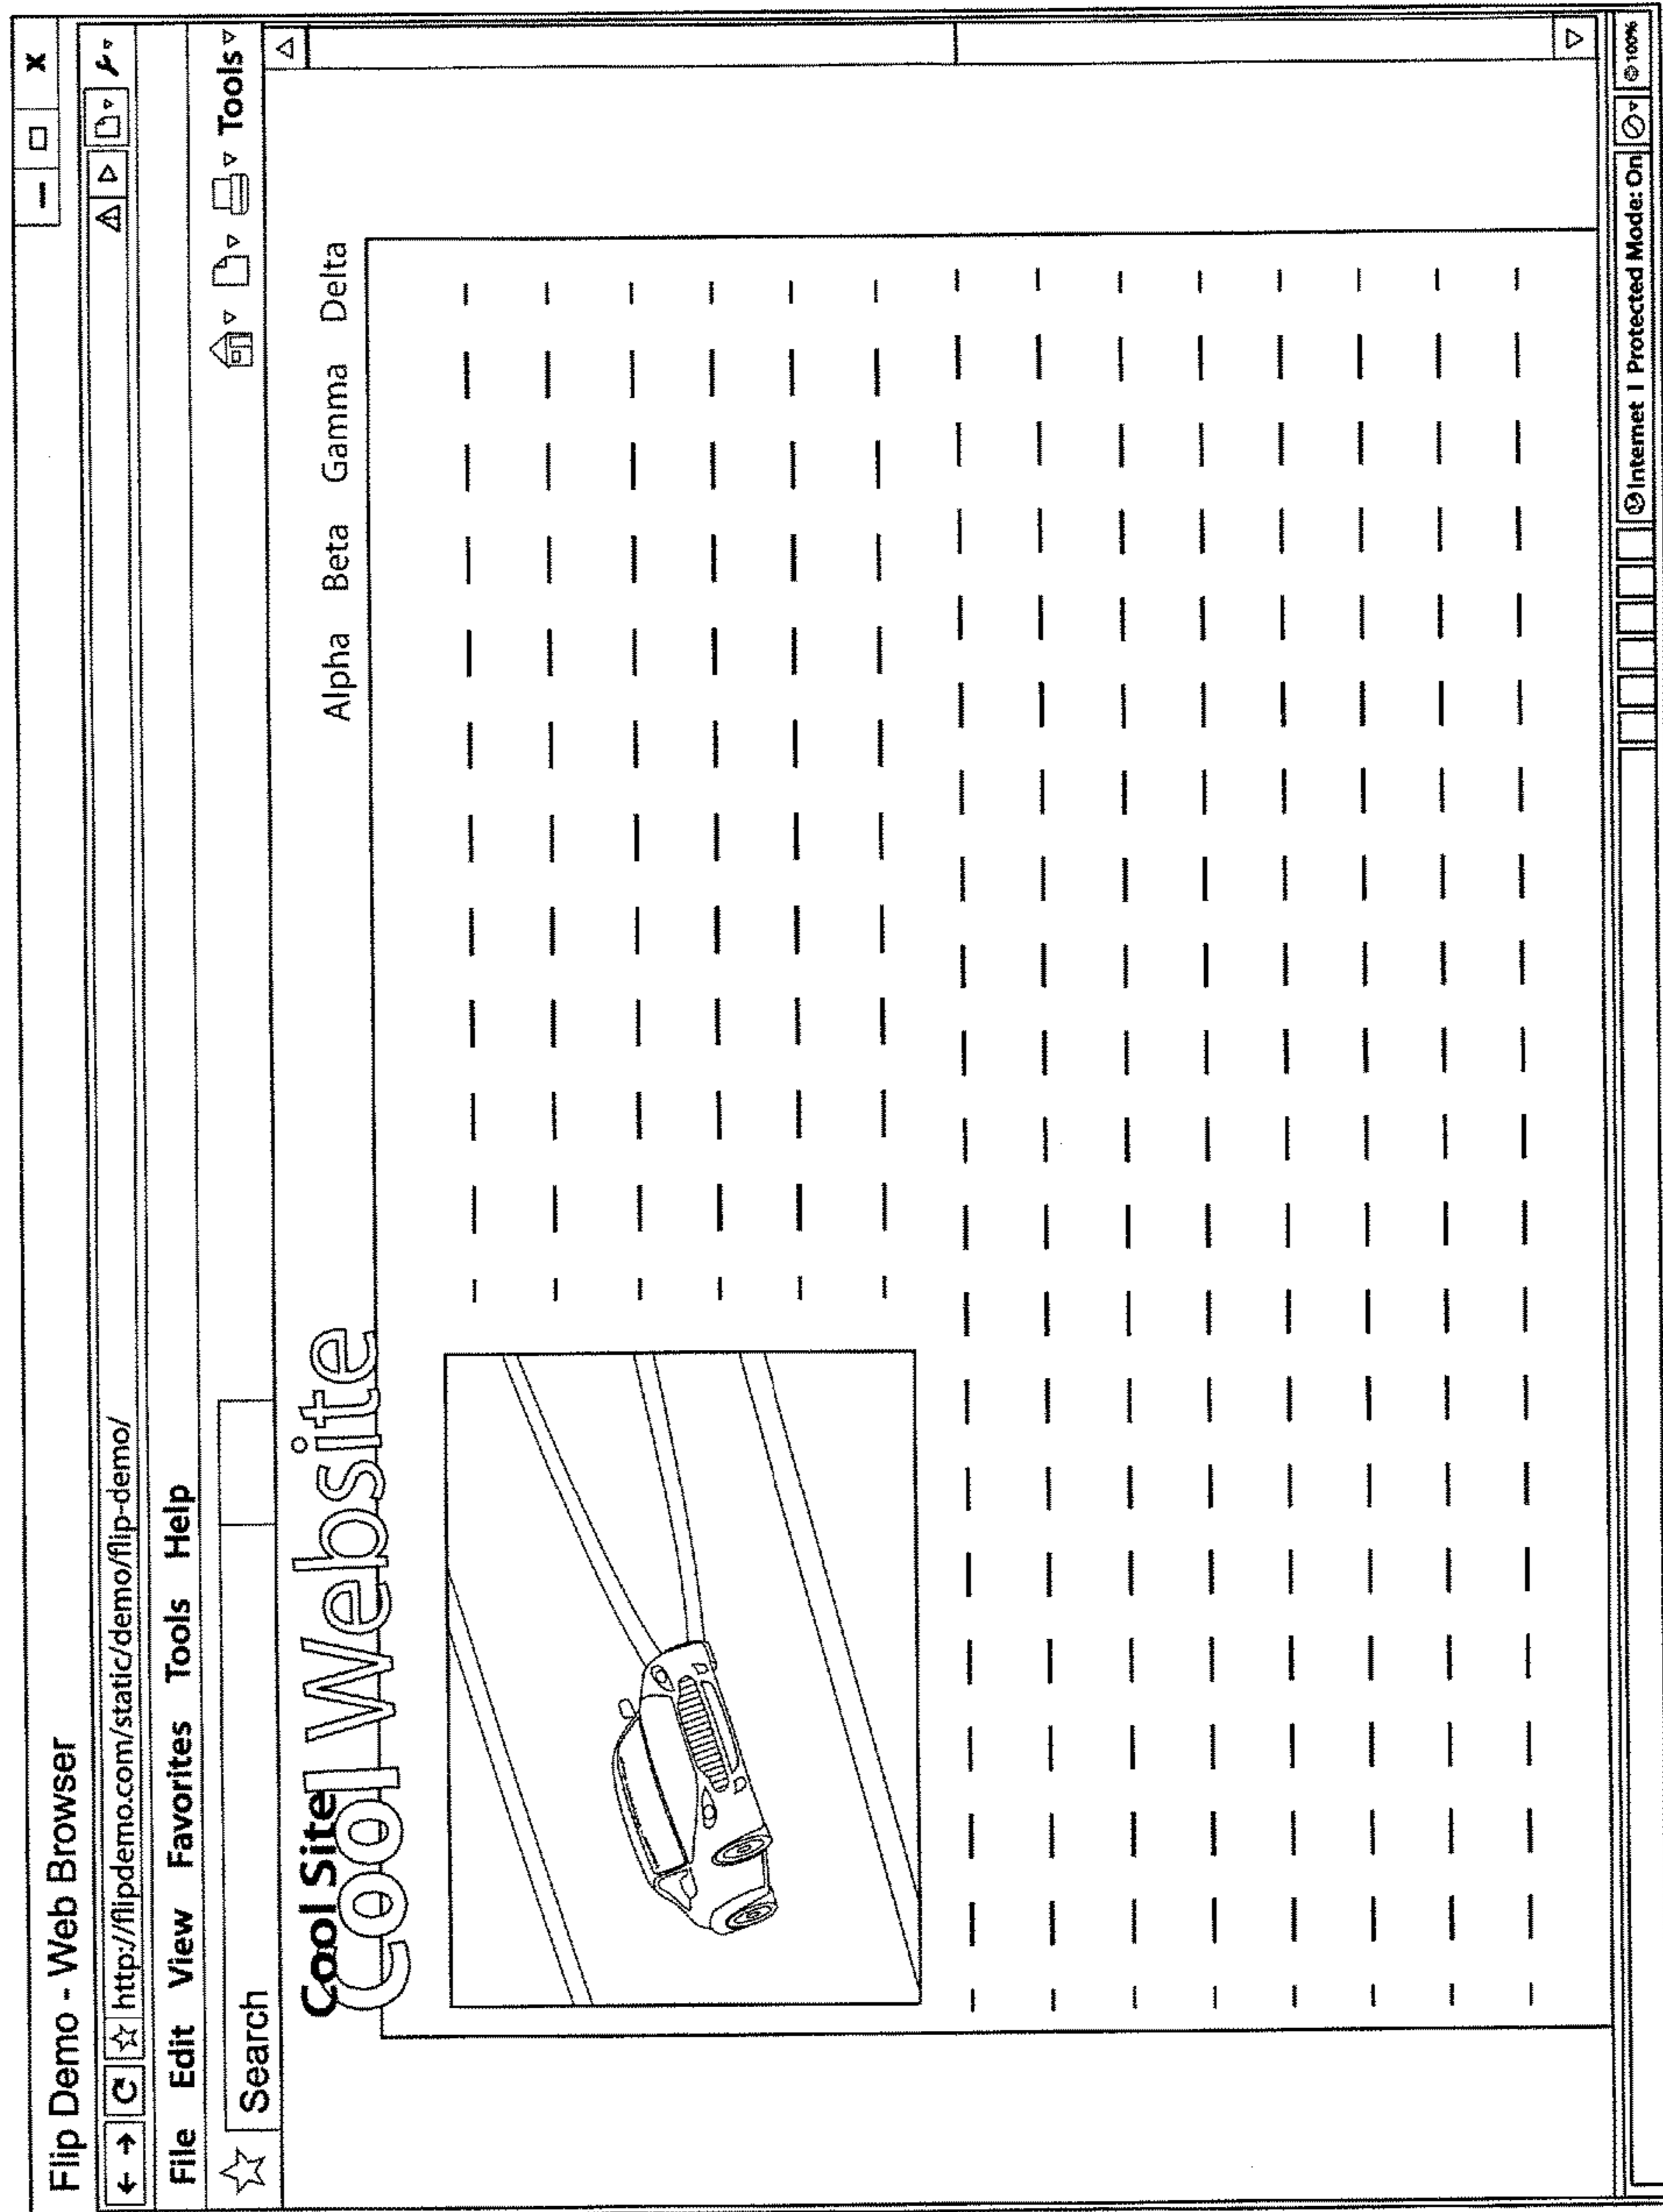 Flip Demo - Web Browser
http://flipdemo.com/static/demo/flip-demo/
File Edit View Favorites Tools Help
Search
Tools
Cool Site
Cool Website
Alpha Beta Gamma Delta
Internet | Protected Mode: On
100%